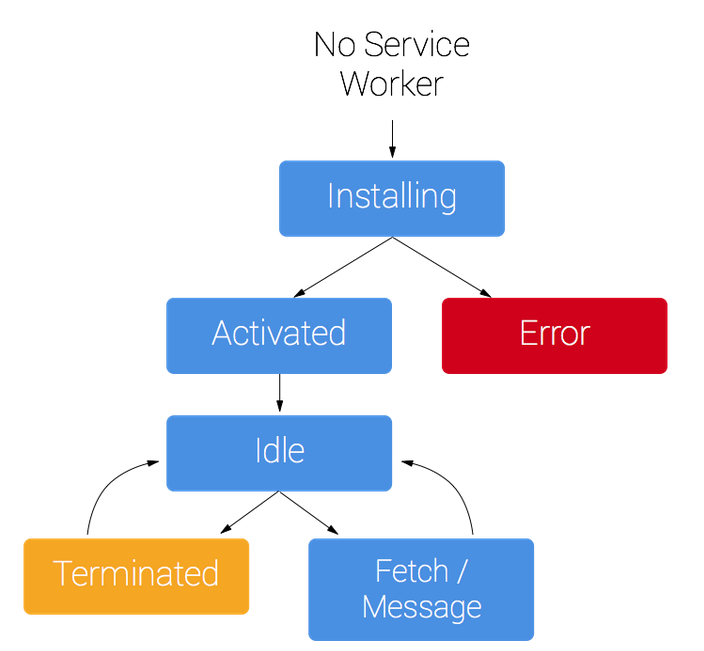 No Service
Worker
Installing
Activated
Error
Idle
Terminated
Fetch /
Message